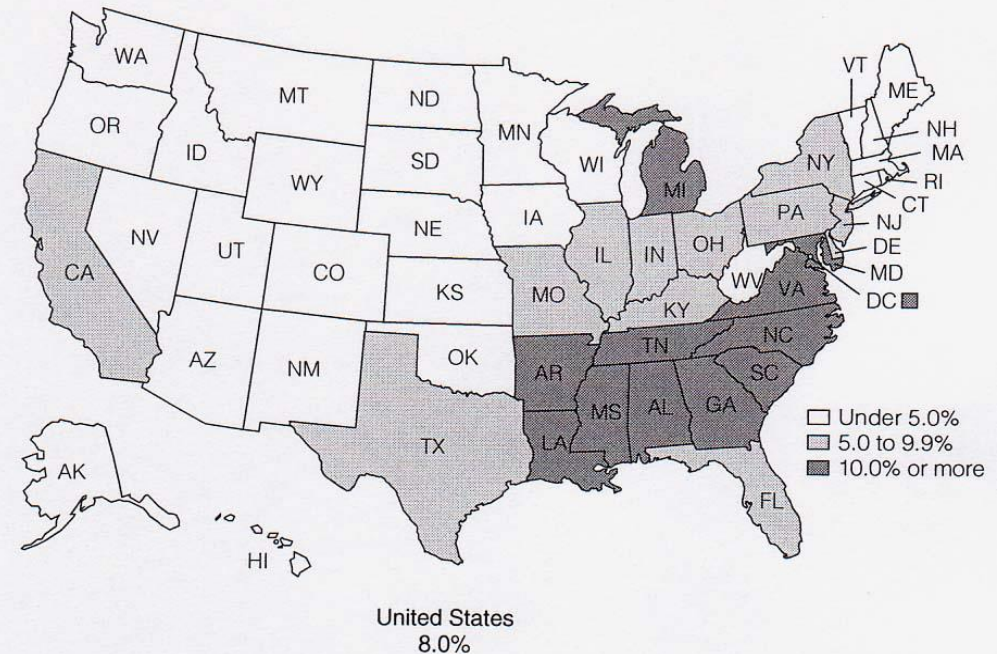 WA
MT
ND
MN
VT
ME
OR
ID
SD
WI
NY
NH
MA
WY
MI
RI
CT
IA
PA
NE
NV
UT
CO
IL
IN
OH
NJ
DE
MD
CA
KS
MO
WV
VA
DC
KY
AZ
NM
OK
AR
TN
NC
SC
MS
AL
GA
TX
LA
FL
Under 5.0%
5.0 to 9.9%
10.0% or more
AK
HI
United States
8.0%